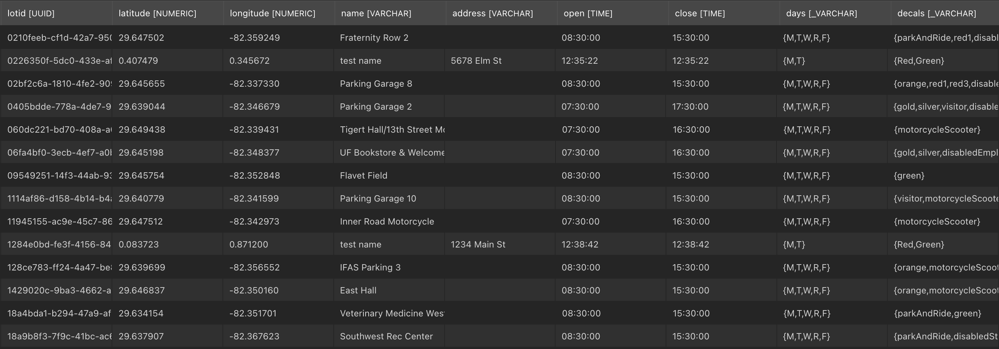 lotid [UUID] latitude [NUMERIC] longitude [NUMERIC] name [VARCHAR] address [VARCHAR] open [TIME] close [TIME] days [_VARCHAR] decals [_VARCHAR]
0210feeb-cf1d-42a7-950 29.647502 -82.359249 Fraternity Row 2 08:30:00 15:30:00 {M,T,W,R,F} {parkAndRide,red1,disabl
0226350f-5dc0-433e-af 0.407479 0.345672 test name 5678 Elm St 12:35:22 12:35:22 {M,T} {Red,Green}
02bf2c6a-1810-4fe2-909 29.645655 -82.337330 Parking Garage 8 08:30:00 15:30:00 {M,T,W,R,F} {orange,red1,red3,disable
0405bdde-778a-4de7-9 29.639044 -82.346679 Parking Garage 2 07:30:00 17:30:00 {M,T,W,R,F} {gold,silver,visitor,disable
060dc221-bd70-408a-a 29.649438 -82.339431 Tigert Hall/13th Street Mo 07:30:00 16:30:00 {M,T,W,R,F} {motorcycleScooter}
06fa4bf0-3ecb-4ef7-a0b 29.645198 -82.348377 UF Bookstore & Welcome 07:30:00 16:30:00 {M,T,W,R,F} {gold,silver,disabledEmpl
09549251-14f3-44ab-93 29.645754 -82.352848 Flavet Field 08:30:00 15:30:00 {M,T,W,R,F} {green}
1114af86-d158-4b14-b4a 29.640779 -82.341599 Parking Garage 10 08:30:00 15:30:00 {M,T,W,R,F} {visitor,motorcycleScoote
11945155-ac9e-45c7-86 29.647512 -82.342973 Inner Road Motorcycle 07:30:00 16:30:00 {M,T,W,R,F} {motorcycleScooter}
1284e0bd-fe3f-4156-84 0.083723 0.871200 test name 1234 Main St 12:38:42 12:38:42 {M,T} {Red,Green}
128ce783-ff24-4a47-be8 29.639699 -82.356552 IFAS Parking 3 08:30:00 15:30:00 {M,T,W,R,F} {orange,motorcycleScoot
1429020c-9ba3-4662-a 29.646837 -82.350160 East Hall 08:30:00 15:30:00 {M,T,W,R,F} {orange,motorcycleScoot
18a4bda1-b294-47a9-af 29.634154 -82.351701 Veterinary Medicine West 08:30:00 15:30:00 {M,T,W,R,F} {parkAndRide,green}
18a9b8f3-7f9c-41bc-ac6 29.637907 -82.367623 Southwest Rec Center 08:30:00 15:30:00 {M,T,W,R,F} {parkAndRide,disabledSt